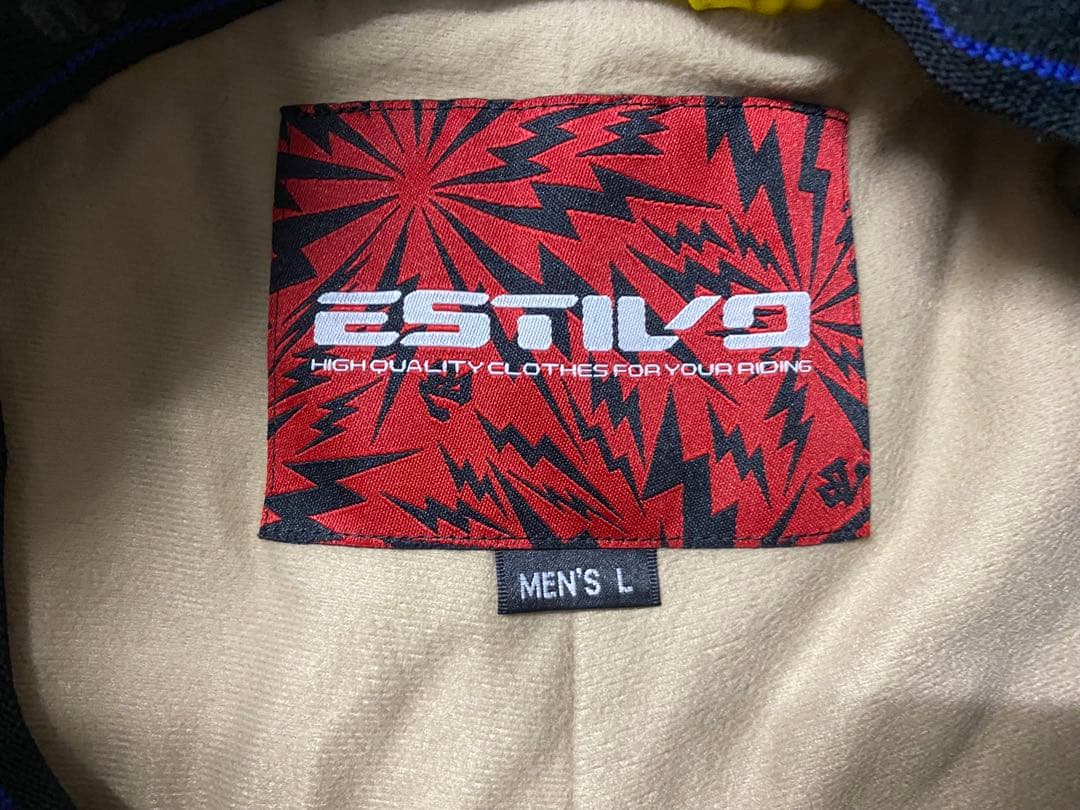 ESTIVO
HIGH QUALITY CLOTHES FOR YOUR RIDING
MEN'S L